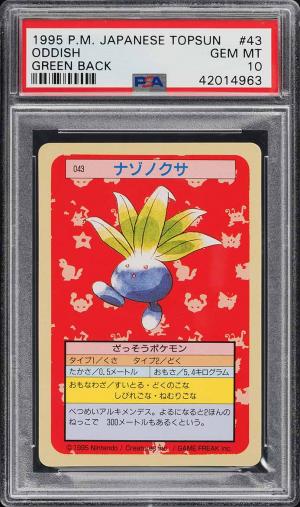 1995 P.M. JAPANESE TOPSUN #43
ODDISH GEM MT
GREEN BACK 10
PSA 42014963
043 ナゾノクサ
ざっそうポケモン
タイプ1/くさ タイプ2/どく
たかさ/0.5メートル おもさ/5.4キログラム
おもなわざ/すいとる・どくのこな
しびれごな・ねむりごな
べつめいアルキメンデス。よるになると2ほんの
ねっこで 300メートルもあるくという。
©1995 Nintendo / Creatures inc. / GAME FREAK inc.